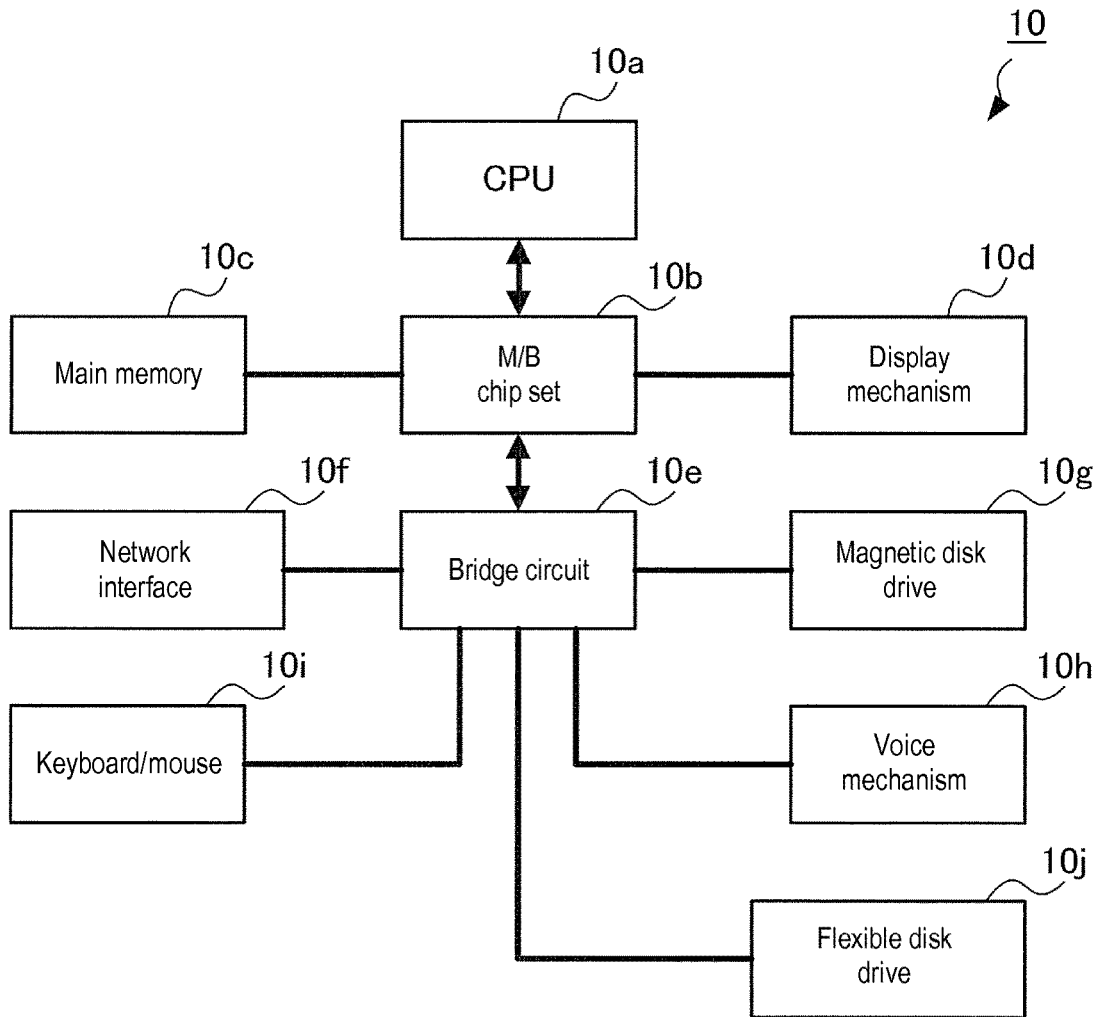 10
10a
CPU
10c
10b
10d
Main memory
M/B
chip set
Display
mechanism
10f
10e
10g
Network
interface
Bridge circuit
Magnetic disk
drive
10i
10h
Keyboard/mouse
Voice
mechanism
10j
Flexible disk
drive